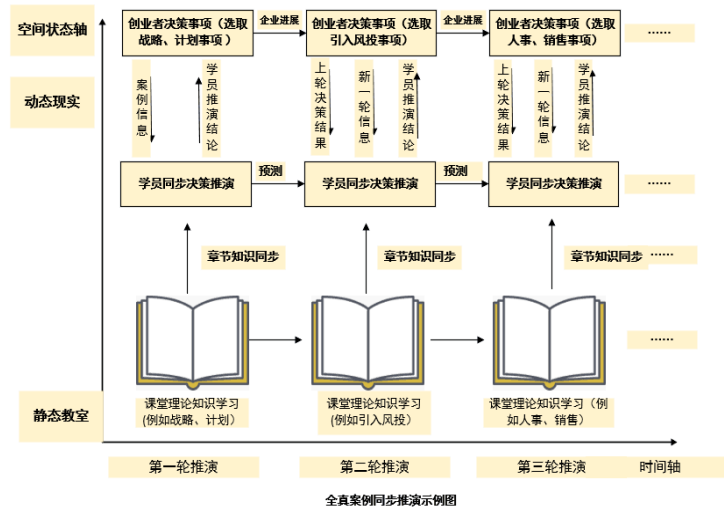 空间状态轴
创业者决策事项（选取
战略、计划事项 ）
企业进展
创业者决策事项（选取
引入风投事项）
企业进展
创业者决策事项（选取
人事、销售事项）
······
动态现实
案例信息
学员推演结论
上轮决策结果
新一轮信息
学员推演结论
上轮决策结果
新一轮信息
学员推演结论
学员同步决策推演
预测
学员同步决策推演
预测
学员同步决策推演
······
章节知识同步
章节知识同步
章节知识同步
······
······
静态教室
课堂理论知识学习
(例如战略、计划）
课堂理论知识学习
(例如引入风投）
课堂理论知识学习（例
如人事、销售）
第一轮推演
第二轮推演
第三轮推演
时间轴
全真案例同步推演示例图